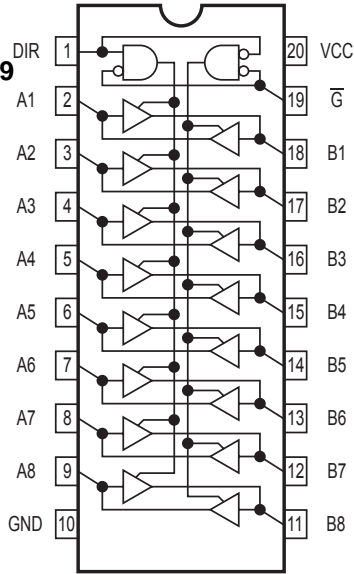 DIR 1 20 VCC
9
A1 2 19 G
A2 3 18 B1
A3 4 17 B2
A4 5 16 B3
A5 6 15 B4
A6 7 14 B5
A7 8 13 B6
A8 9 12 B7
GND 10 11 B8